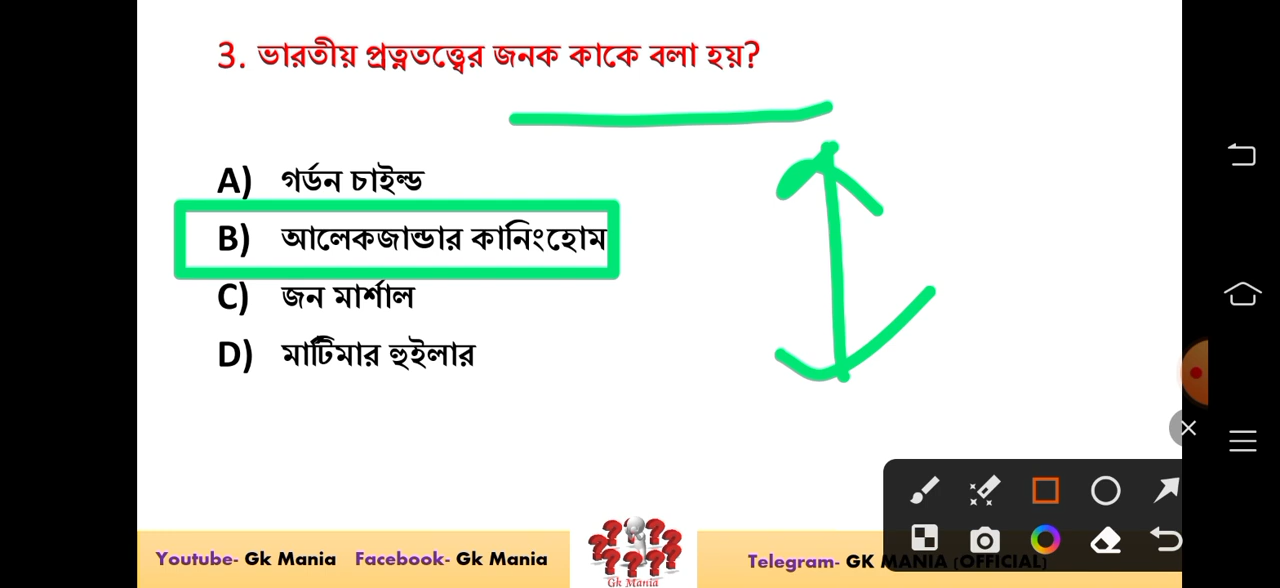 3. ভারতীয় প্রত্নতত্ত্বের জনক কাকে বলা হয়?
A) গর্ডন চাইল্ড
B) আলেকজান্ডার কানিংহোম
C) জন মার্শাল
D) মার্টিমার হুইলার
Youtube- Gk Mania Facebook- Gk Mania
Gk Mania
Telegram- GK MANIA (OFFICIAL)